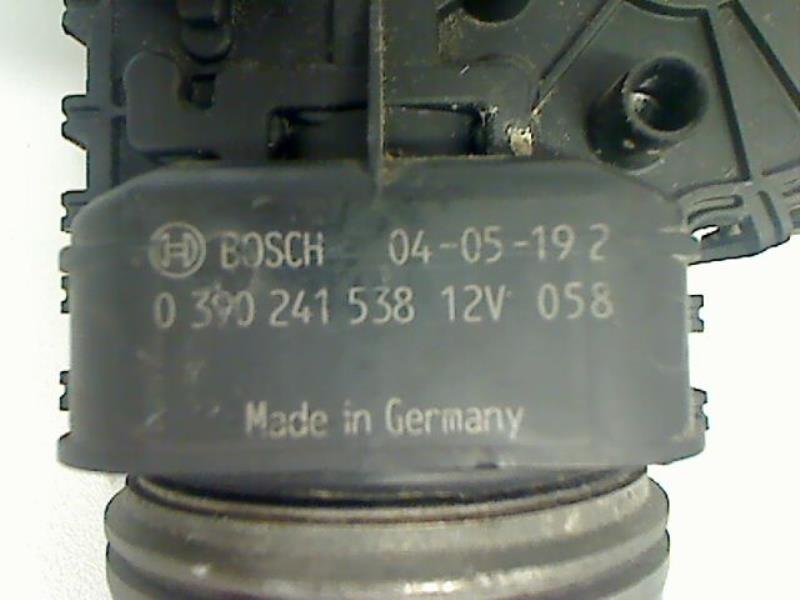 BOSCH 04-05-19 2
0 390 241 538 12V 058
Made in Germany